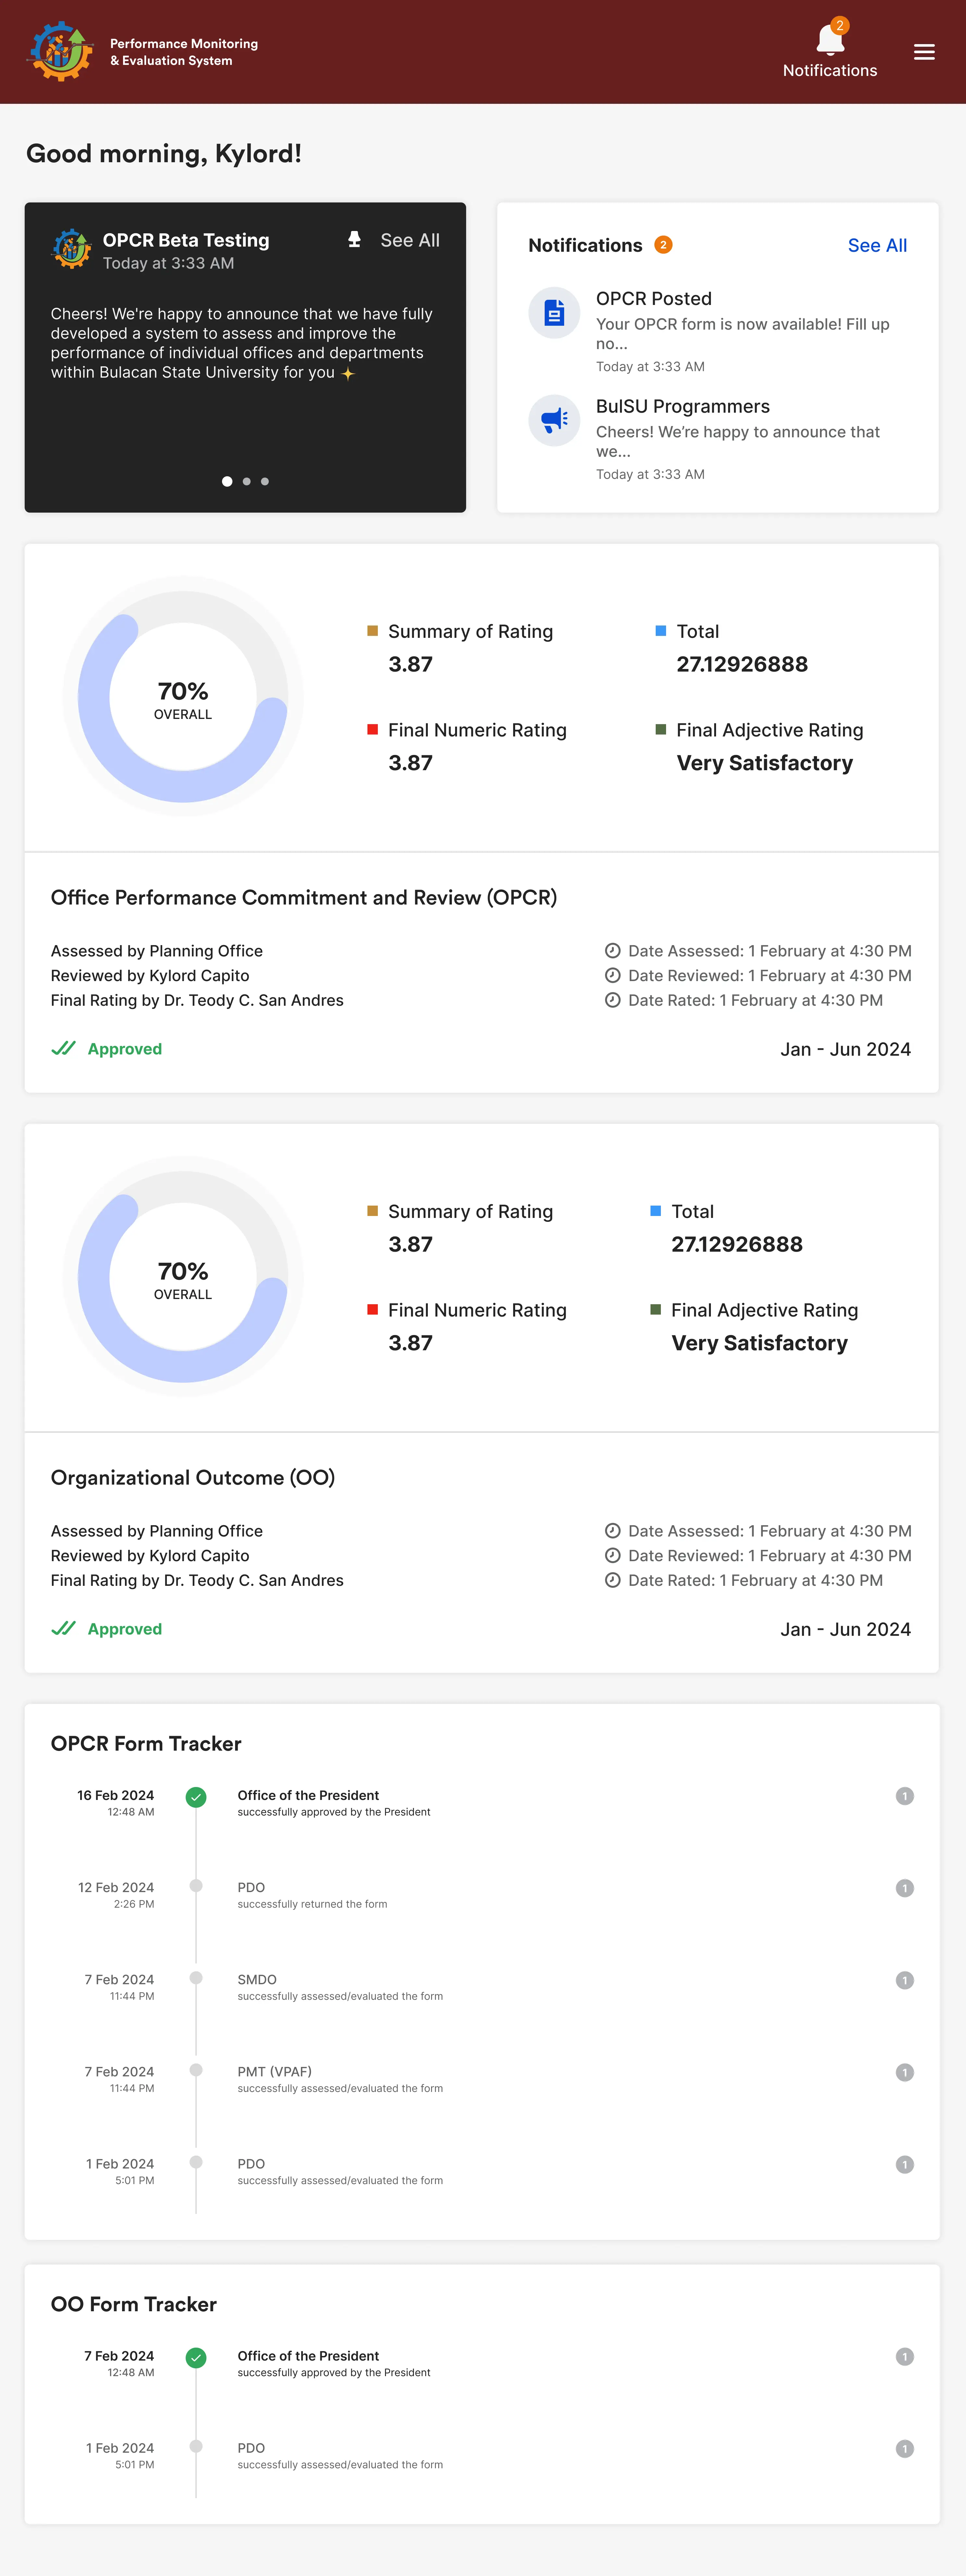 Performance Monitoring
& Evaluation System
2
Notifications
Good morning, Kylord!
OPCR Beta Testing
See All
Today at 3:33 AM
Cheers! We're happy to announce that we have fully
developed a system to assess and improve the
performance of individual offices and departments
within Bulacan State University for you
Notifications 2
See All
OPCR Posted
Your OPCR form is now available! Fill up
no...
Today at 3:33 AM
BulSU Programmers
Cheers! We're happy to announce that
we...
Today at 3:33 AM
70%
OVERALL
Summary of Rating
3.87
Total
27.12926888
Final Numeric Rating
3.87
Final Adjective Rating
Very Satisfactory
Office Performance Commitment and Review (OPCR)
Assessed by Planning Office
Date Assessed: 1 February at 4:30 PM
Reviewed by Kylord Capito
Date Reviewed: 1 February at 4:30 PM
Final Rating by Dr. Teody C. San Andres
Date Rated: 1 February at 4:30 PM
Approved
Jan - Jun 2024
70%
OVERALL
Summary of Rating
3.87
Total
27.12926888
Final Numeric Rating
3.87
Final Adjective Rating
Very Satisfactory
Organizational Outcome (OO)
Assessed by Planning Office
Date Assessed: 1 February at 4:30 PM
Reviewed by Kylord Capito
Date Reviewed: 1 February at 4:30 PM
Final Rating by Dr. Teody C. San Andres
Date Rated: 1 February at 4:30 PM
Approved
Jan - Jun 2024
OPCR Form Tracker
16 Feb 2024
12:48 AM
Office of the President
successfully approved by the President
1
12 Feb 2024
2:26 PM
PDO
successfully returned the form
1
7 Feb 2024
11:44 PM
SMDO
successfully assessed/evaluated the form
1
7 Feb 2024
11:44 PM
PMT (VPAF)
successfully assessed/evaluated the form
1
1 Feb 2024
5:01 PM
PDO
successfully assessed/evaluated the form
1
OO Form Tracker
7 Feb 2024
12:48 AM
Office of the President
successfully approved by the President
1
1 Feb 2024
5:01 PM
PDO
successfully assessed/evaluated the form
1